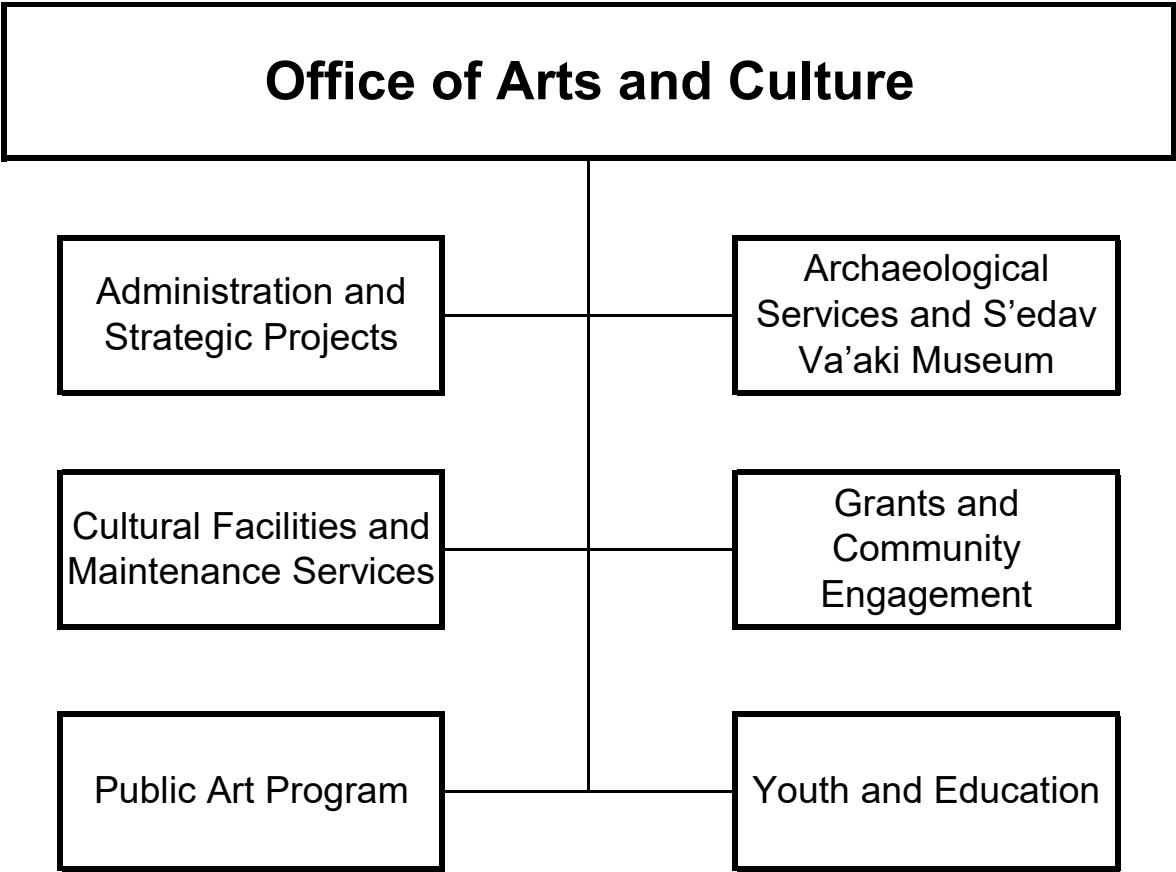 Office of Arts and Culture
Administration and
Strategic Projects
Archaeological
Services and S’edav
Va’aki Museum
Cultural Facilities and
Maintenance Services
Grants and
Community
Engagement
Public Art Program
Youth and Education